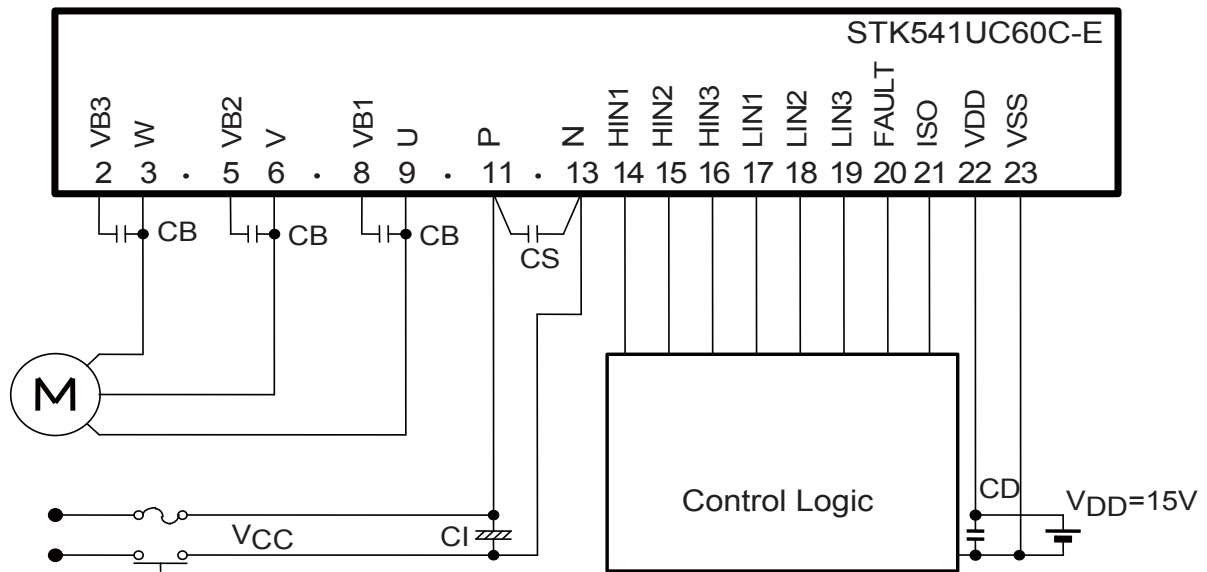 STK541UC60C-E
VB3 W VB2 V VB1 U P N HIN1 HIN2 HIN3 LIN1 LIN2 LIN3 FAULT ISO VDD VSS
2 3 . 5 6 . 8 9 . 11 . 13 14 15 16 17 18 19 20 21 22 23
CB CB CB CS
M
Control Logic
CD VDD=15V
VCC CI